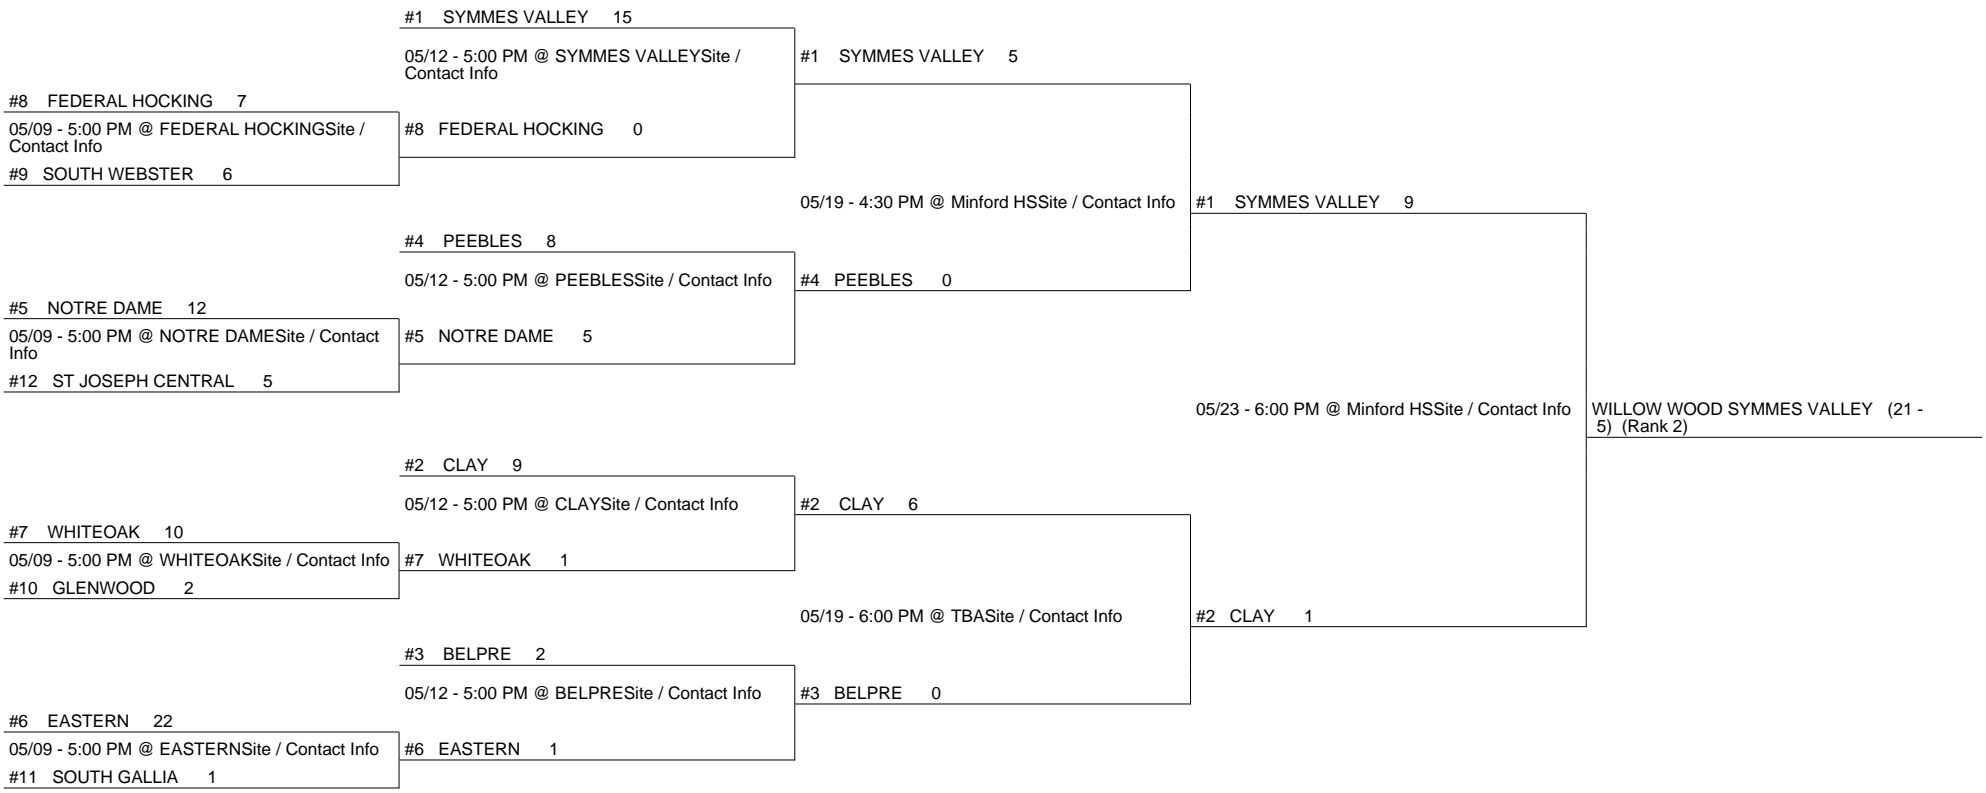 #1 SYMMES VALLEY 15
05/12 - 5:00 PM @ SYMMES VALLEYSite /
Contact Info
#1 SYMMES VALLEY 5
#8 FEDERAL HOCKING 7
05/09 - 5:00 PM @ FEDERAL HOCKINGSite /
Contact Info
#8 FEDERAL HOCKING 0
#9 SOUTH WEBSTER 6
05/19 - 4:30 PM @ Minford HSSite / Contact Info
#1 SYMMES VALLEY 9
#4 PEEBLES 8
05/12 - 5:00 PM @ PEEBLESSite / Contact Info
#4 PEEBLES 0
#5 NOTRE DAME 12
05/09 - 5:00 PM @ NOTRE DAMESite / Contact
Info
#5 NOTRE DAME 5
#12 ST JOSEPH CENTRAL 5
05/23 - 6:00 PM @ Minford HSSite / Contact Info
WILLOW WOOD SYMMES VALLEY (21 -
5) (Rank 2)
#2 CLAY 9
05/12 - 5:00 PM @ CLAYSite / Contact Info
#2 CLAY 6
#7 WHITEOAK 10
05/09 - 5:00 PM @ WHITEOAKSite / Contact Info
#7 WHITEOAK 1
#10 GLENWOOD 2
05/19 - 6:00 PM @ TBASite / Contact Info
#2 CLAY 1
#3 BELPRE 2
05/12 - 5:00 PM @ BELPRESite / Contact Info
#3 BELPRE 0
#6 EASTERN 22
05/09 - 5:00 PM @ EASTERNSite / Contact Info
#6 EASTERN 1
#11 SOUTH GALLIA 1